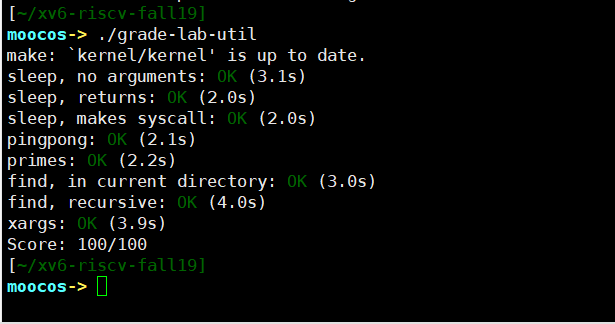 [~/xv6-riscv-fall19]
moocos-> ./grade-lab-util
make: `kernel/kernel' is up to date.
sleep, no arguments: OK (3.1s)
sleep, returns: OK (2.0s)
sleep, makes syscall: OK (2.0s)
pingpong: OK (2.1s)
primes: OK (2.2s)
find, in current directory: OK (3.0s)
find, recursive: OK (4.0s)
xargs: OK (3.9s)
Score: 100/100
[~/xv6-riscv-fall19]
moocos->